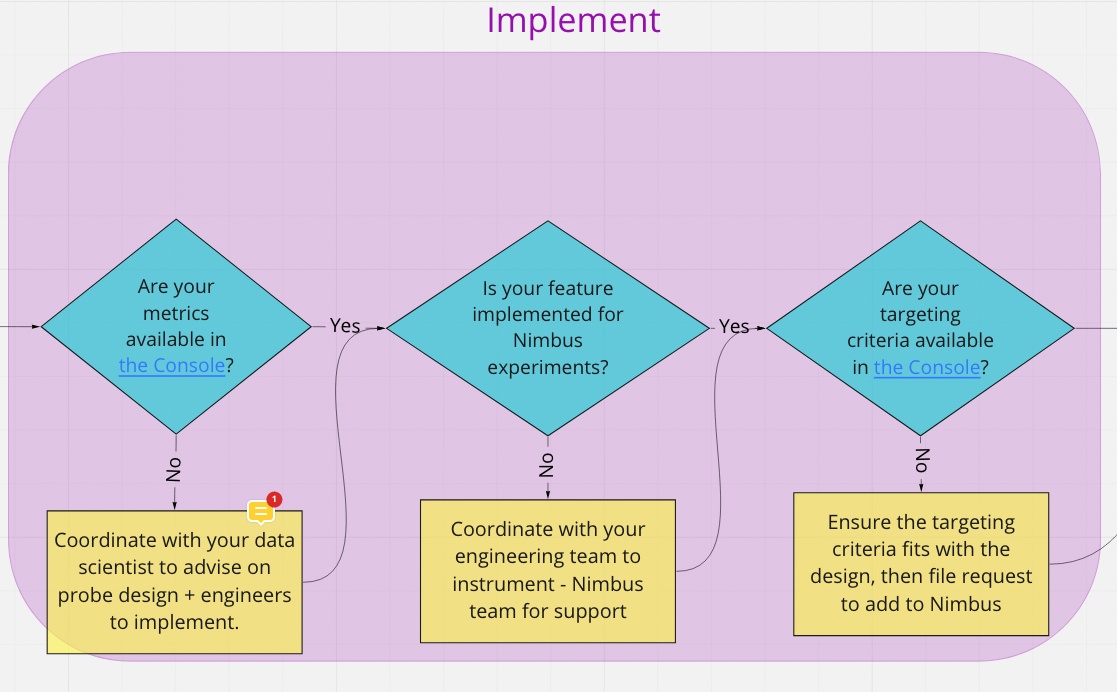 Implement
Are your
metrics
available in
the Console?
Yes
Is your feature
implemented for
Nimbus
experiments?
Yes
Are your
targeting
criteria available
in the Console?
No
No
No
1
Coordinate with your data
scientist to advise on
probe design + engineers
to implement.
Coordinate with your
engineering team to
instrument - Nimbus
team for support
Ensure the targeting
criteria fits with the
design, then file request
to add to Nimbus